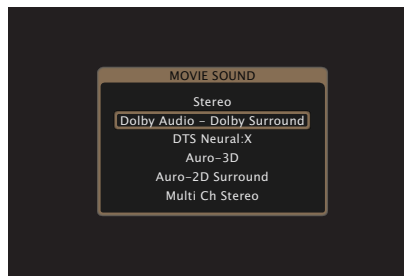 MOVIE SOUND
Stereo
Dolby Audio – Dolby Surround
DTS Neural:X
Auro-3D
Auro-2D Surround
Multi Ch Stereo